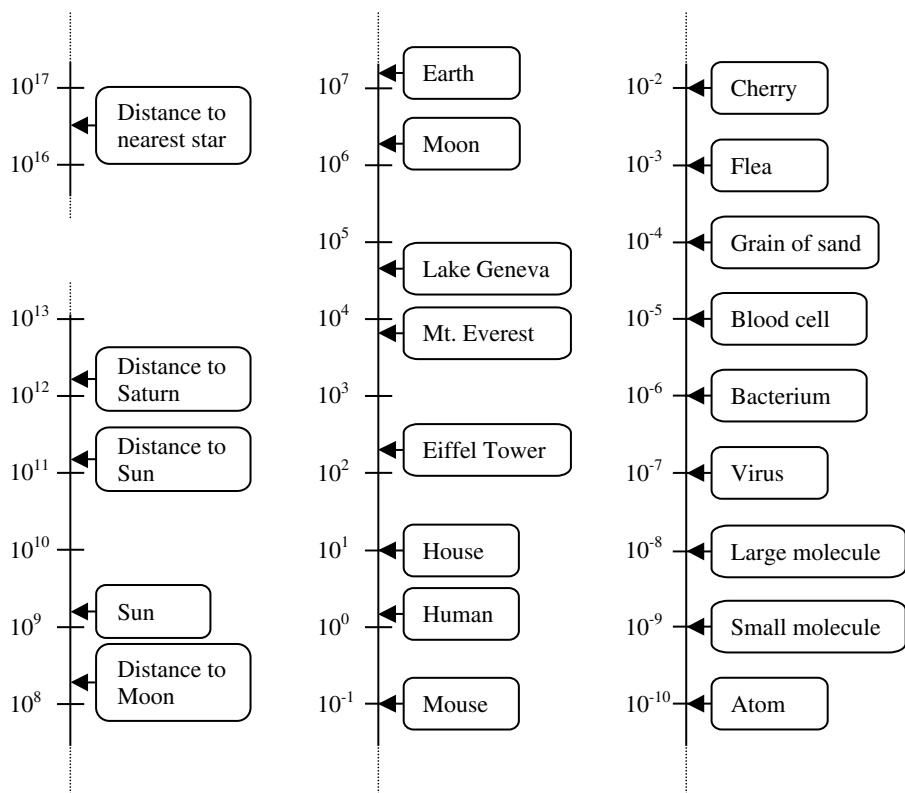 10^17
Distance to
nearest star
10^16
10^13
Distance to
Saturn
10^12
Distance to
Sun
10^11
10^10
Sun
10^9
Distance to
Moon
10^8
Earth
10^7
Moon
10^6
10^5
Lake Geneva
10^4
Mt. Everest
10^3
Eiffel Tower
10^2
10^1
House
Human
10^0
10^-1
Mouse
10^-2
Cherry
10^-3
Flea
10^-4
Grain of sand
10^-5
Blood cell
10^-6
Bacterium
10^-7
Virus
10^-8
Large molecule
10^-9
Small molecule
10^-10
Atom